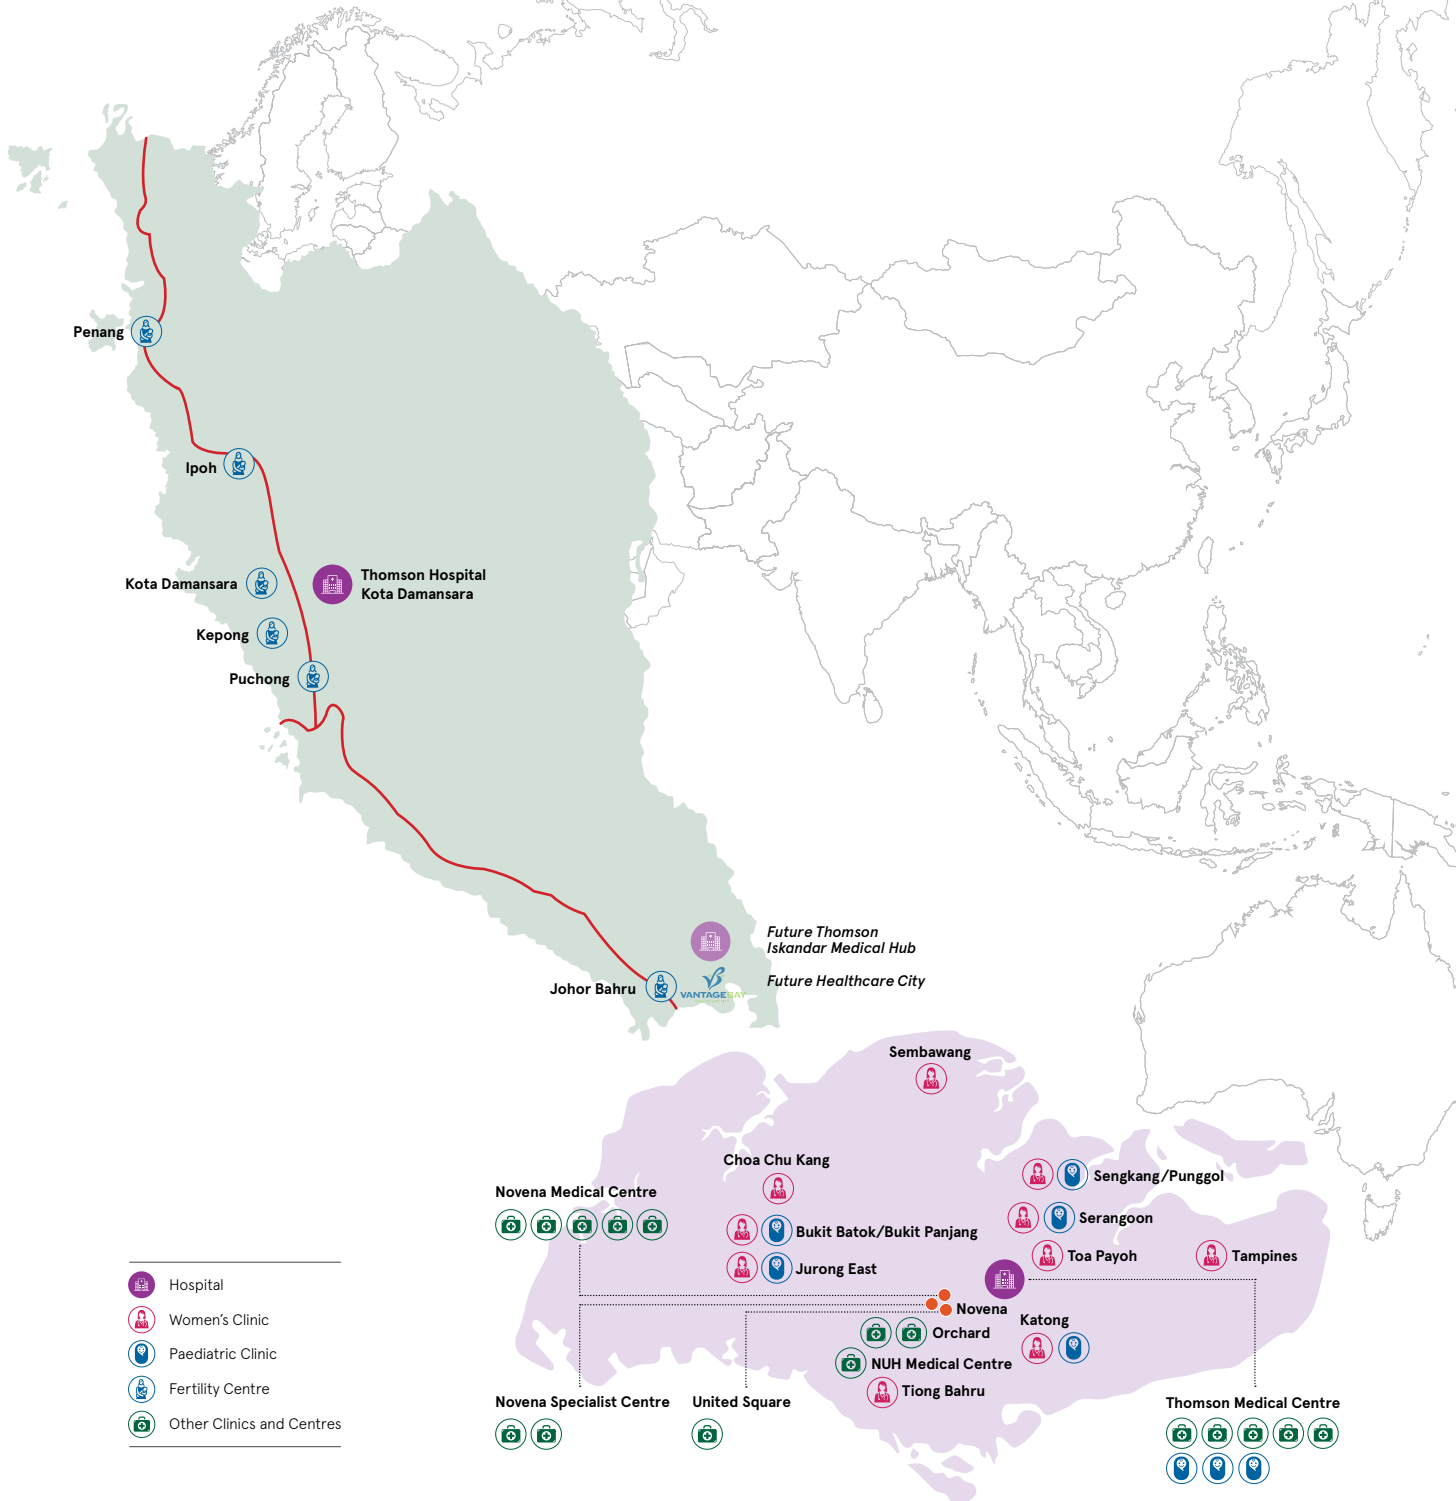 Penang
Ipoh
Kota Damansara
Thomson Hospital
Kota Damansara
Kepong
Puchong
Future Thomson
Iskandar Medical Hub
Future Healthcare City
Johor Bahru
VANTAGEBAY
Sembawang
Choa Chu Kang
Sengkang/Punggol
Novena Medical Centre
Serangoon
Bukit Batok/Bukit Panjang
Toa Payoh
Tampines
Jurong East
Novena
Katong
Orchard
NUH Medical Centre
Tiong Bahru
Novena Specialist Centre
United Square
Thomson Medical Centre
Hospital
Women's Clinic
Paediatric Clinic
Fertility Centre
Other Clinics and Centres